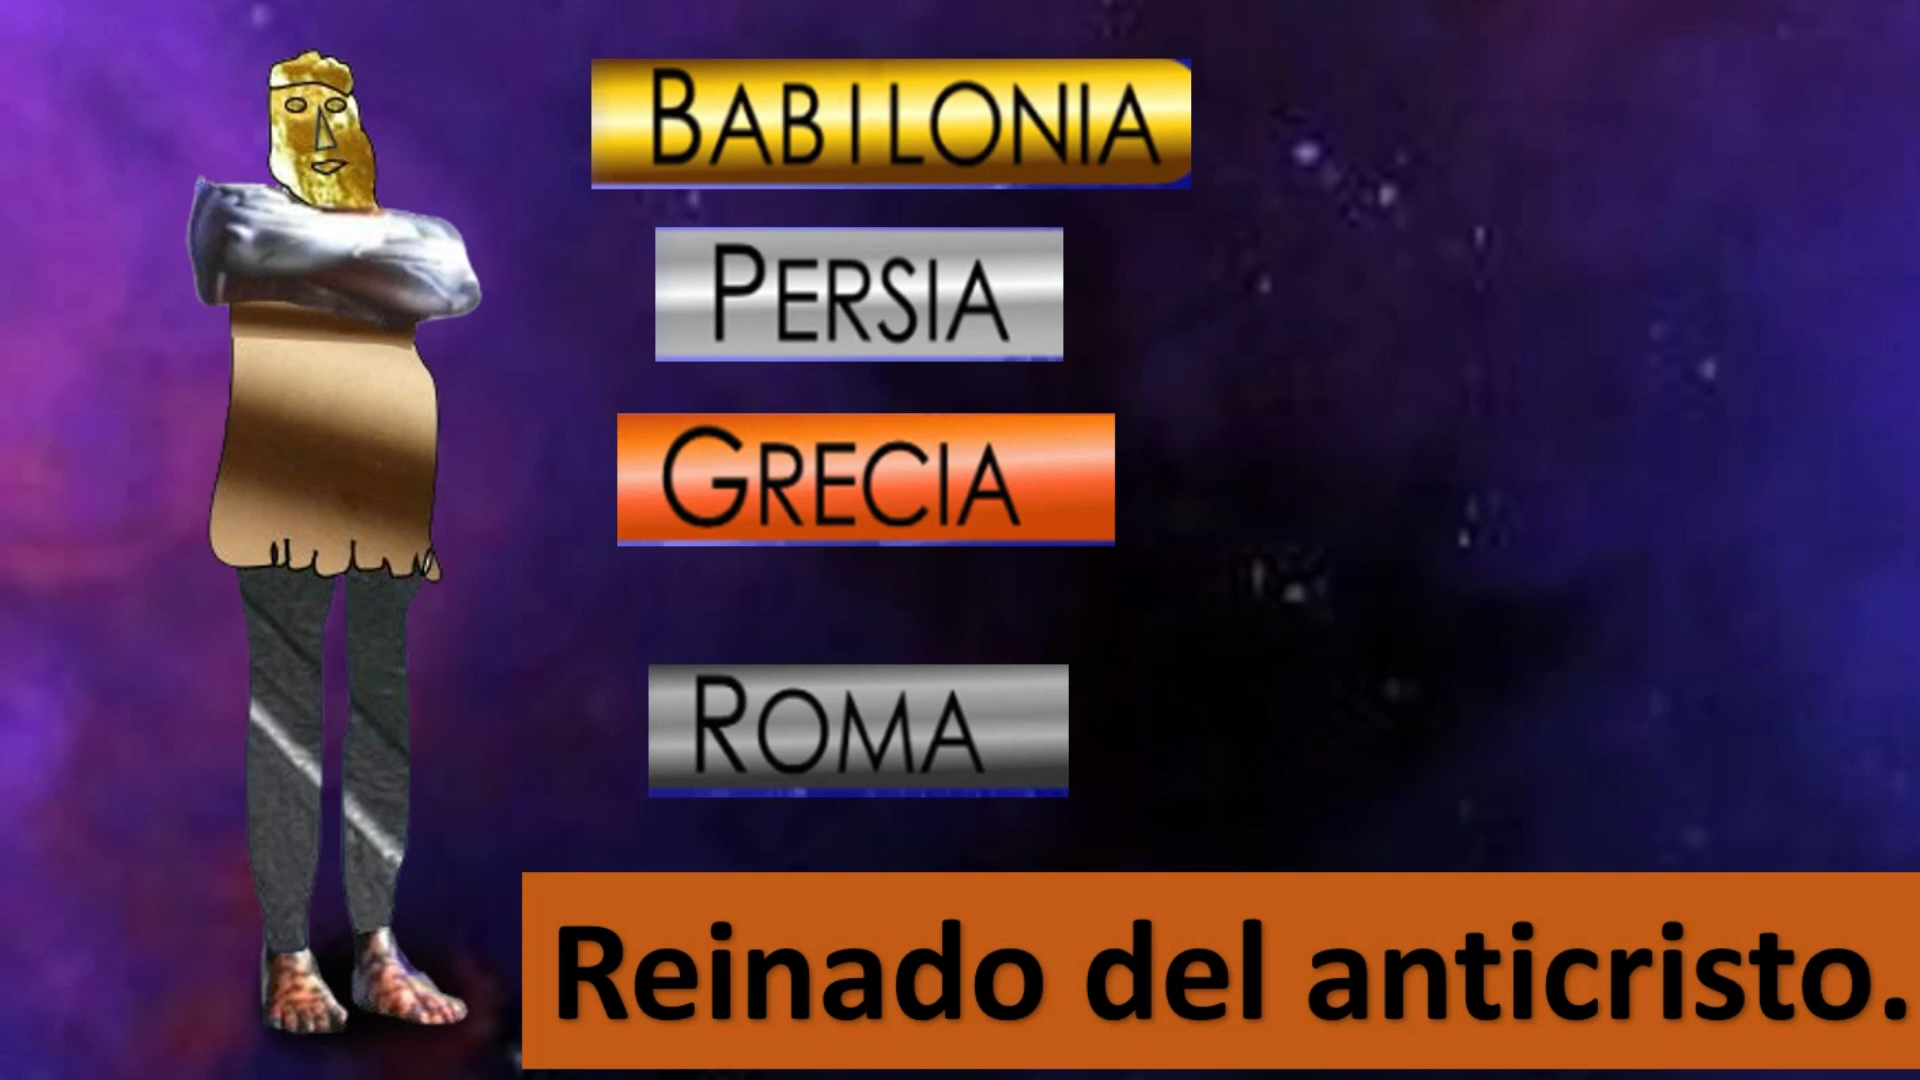 BABILONIA
PERSIA
GRECIA
ROMA
Reinado del anticristo.